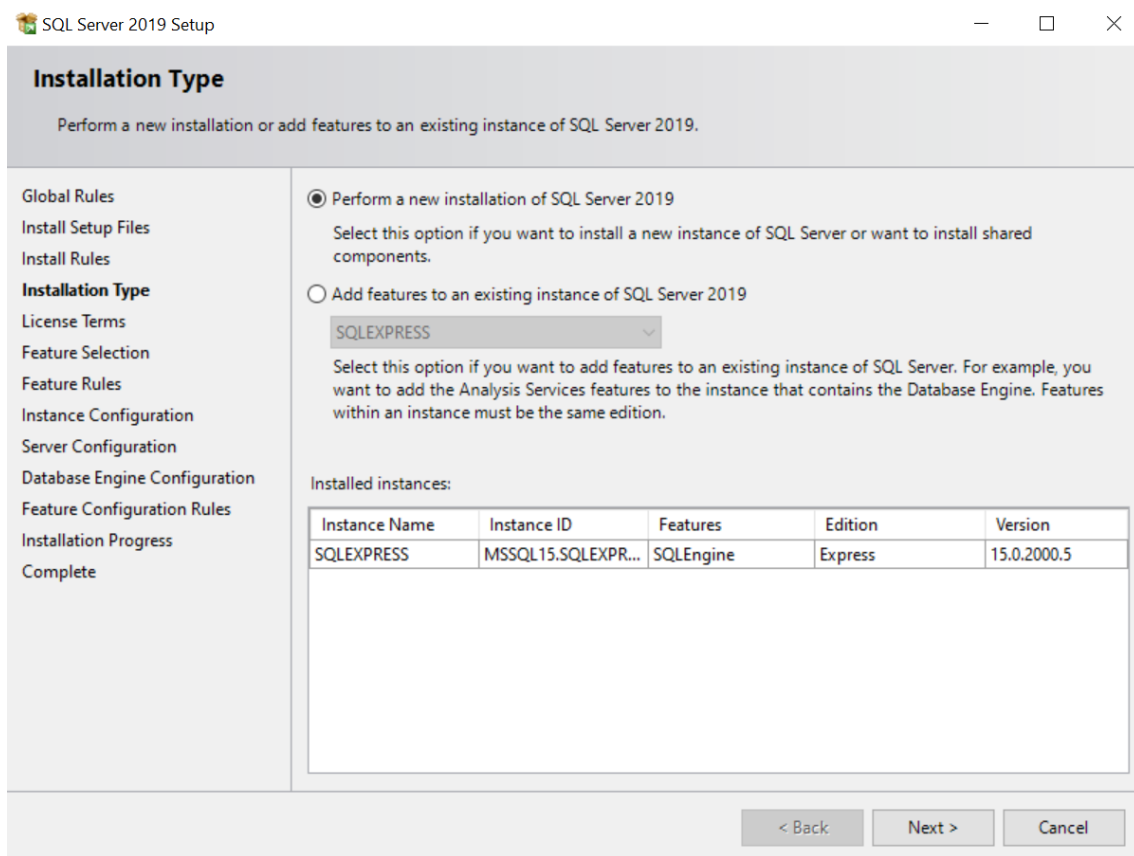 SQL Server 2019 Setup
Installation Type
Perform a new installation or add features to an existing instance of SQL Server 2019.
Global Rules
Install Setup Files
Install Rules
Installation Type
License Terms
Feature Selection
Feature Rules
Instance Configuration
Server Configuration
Database Engine Configuration
Feature Configuration Rules
Installation Progress
Complete
Perform a new installation of SQL Server 2019
Select this option if you want to install a new instance of SQL Server or want to install shared
components.
Add features to an existing instance of SQL Server 2019
SQLEXPRESS
Select this option if you want to add features to an existing instance of SQL Server. For example, you
want to add the Analysis Services features to the instance that contains the Database Engine. Features
within an instance must be the same edition.
Installed instances:
Instance Name Instance ID Features Edition Version
SQLEXPRESS MSSQL15.SQLEXPR... SQLEngine Express 15.0.2000.5
< Back Next > Cancel